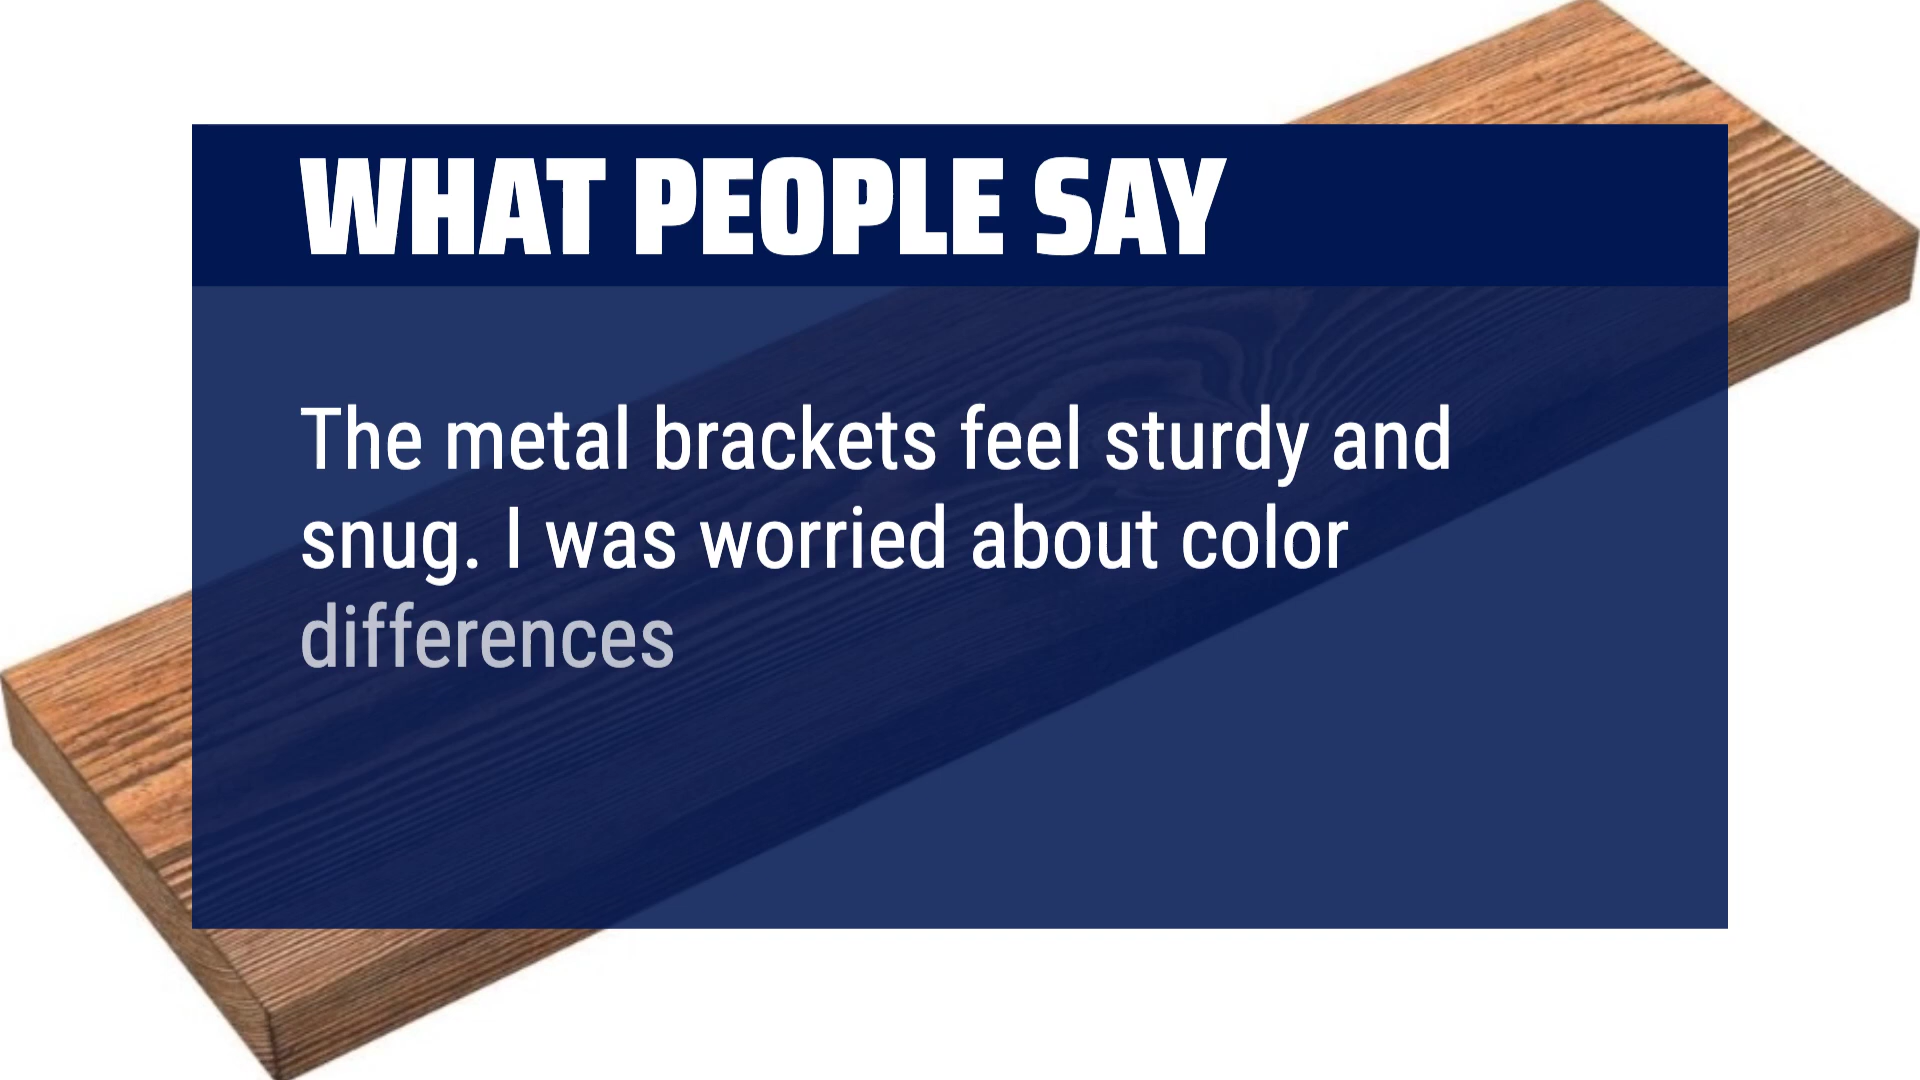 WHAT PEOPLE SAY
The metal brackets feel sturdy and
snug. I was worried about color
differences